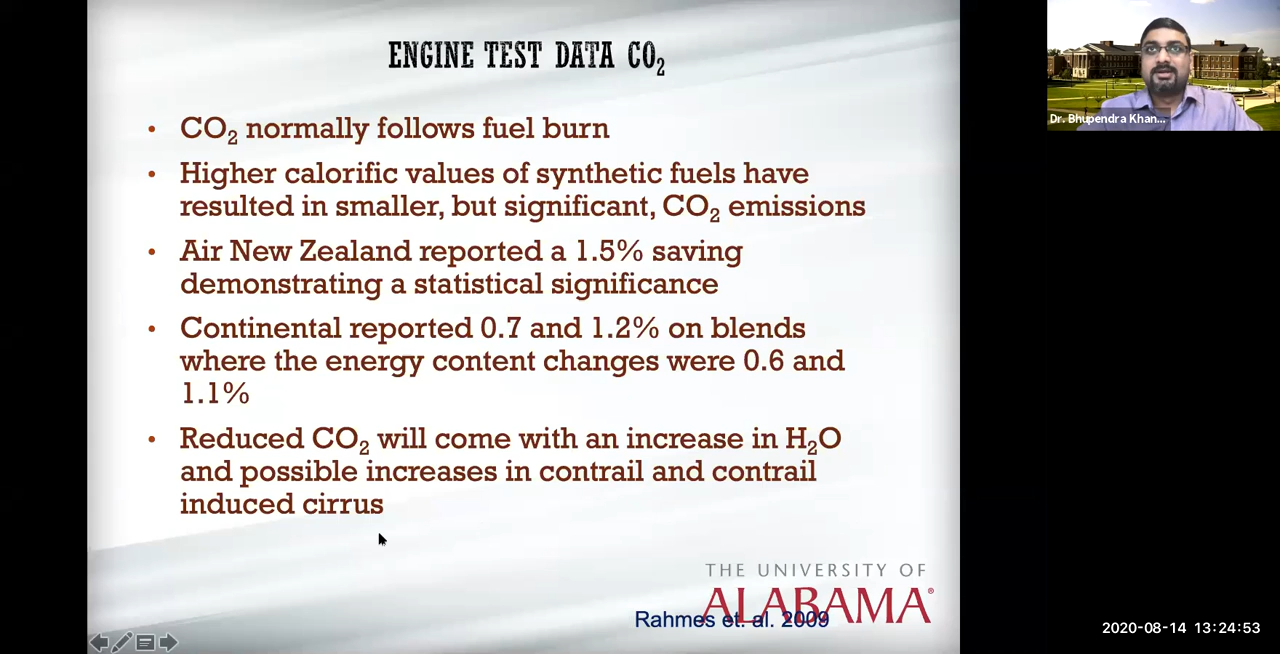 ENGINE TEST DATA CO₂
• CO₂ normally follows fuel burn
• Higher calorific values of synthetic fuels have
resulted in smaller, but significant, CO₂ emissions
• Air New Zealand reported a 1.5% saving
demonstrating a statistical significance
• Continental reported 0.7 and 1.2% on blends
where the energy content changes were 0.6 and
1.1%
• Reduced CO₂ will come with an increase in H₂O
and possible increases in contrail and contrail
induced cirrus
THE UNIVERSITY OF
ALABAMA®
Rahmes et. al. 2009
Dr. Bhupendra Khan...
2020-08-14 13:24:53